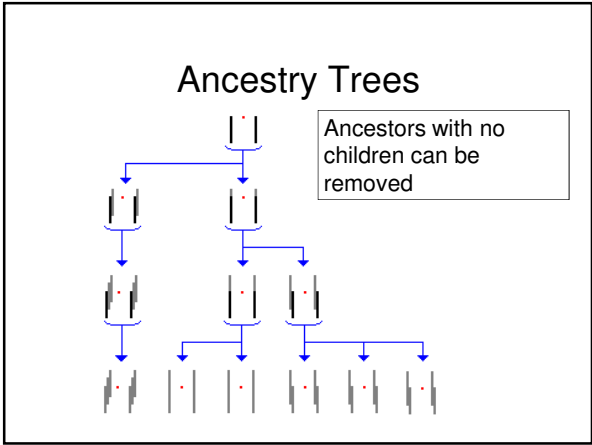 Ancestry Trees
Ancestors with no
children can be
removed